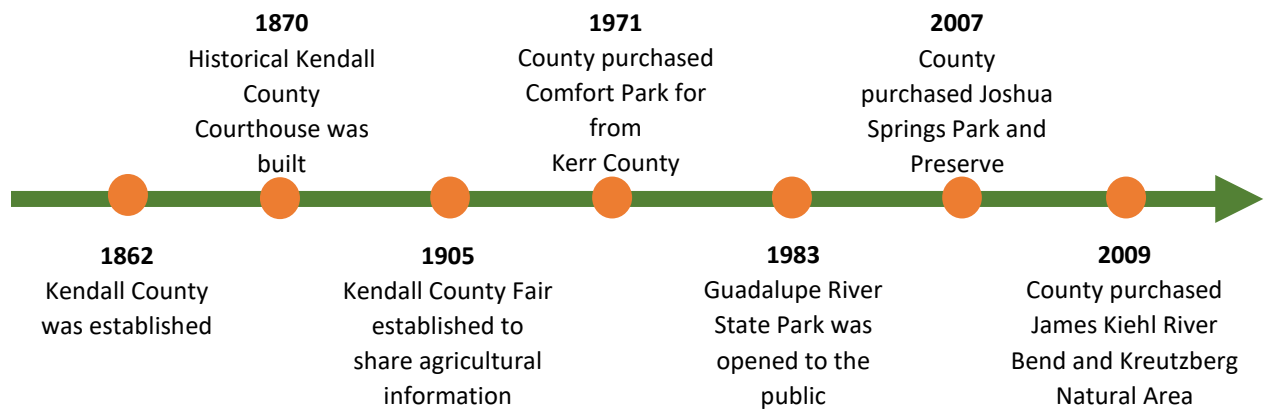 1870
Historical Kendall
County
Courthouse was
built
1971
County purchased
Comfort Park for
from
Kerr County
2007
County
purchased Joshua
Springs Park and
Preserve
1862
Kendall County
was established
1905
Kendall County Fair
established to
share agricultural
information
1983
Guadalupe River
State Park was
opened to the
public
2009
County purchased
James Kiehl River
Bend and Kreutzberg
Natural Area